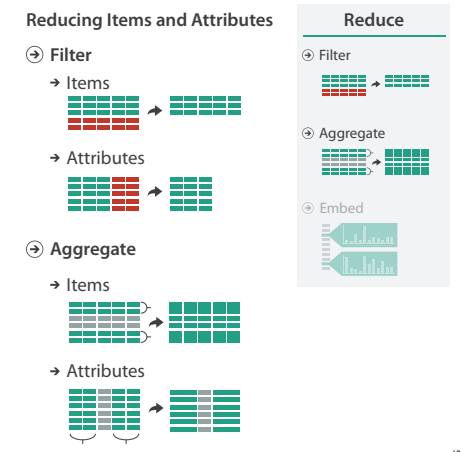 Reducing Items and Attributes
Filter
Items
Attributes
Aggregate
Items
Attributes
Reduce
Filter
Aggregate
Embed